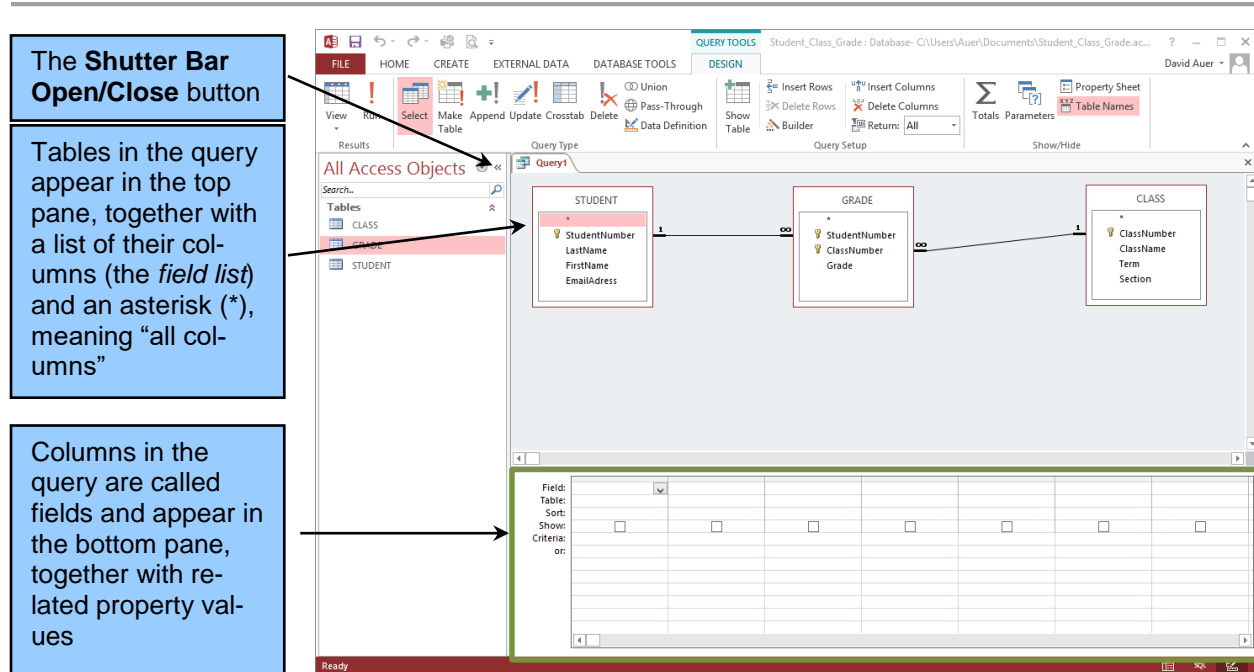 The Shutter Bar
Open/Close button
Tables in the query
appear in the top
pane, together with
a list of their col-
umns (the field list)
and an asterisk (*),
meaning “all col-
umns”
Columns in the
query are called
fields and appear in
the bottom pane,
together with re-
lated property val-
ues
QUERY TOOLS
Student_Class_Grade : Database- C:\Users\Auer\Documents\Student_Class_Grade.ac...
?
FILE HOME CREATE EXTERNAL DATA DATABASE TOOLS DESIGN
David Auer
View
Run
Results
Select
Make
Table
Append
Update
Crosstab
Delete
Union
Pass-Through
Data Definition
Query Type
Show
Table
Insert Rows
Delete Rows
Builder
Insert Columns
Delete Columns
Return: All
Query Setup
Totals
Parameters
Property Sheet
XYZ Table Names
Show/Hide
All Access Objects «
Search...
Tables
CLASS
GRADE
STUDENT
Query1
STUDENT
*
StudentNumber
LastName
FirstName
EmailAdress
1
∞
GRADE
*
StudentNumber
ClassNumber
Grade
∞
1
CLASS
*
ClassNumber
ClassName
Term
Section
Field:
Table:
Sort:
Show:
Criteria:
or:
Ready
SQL